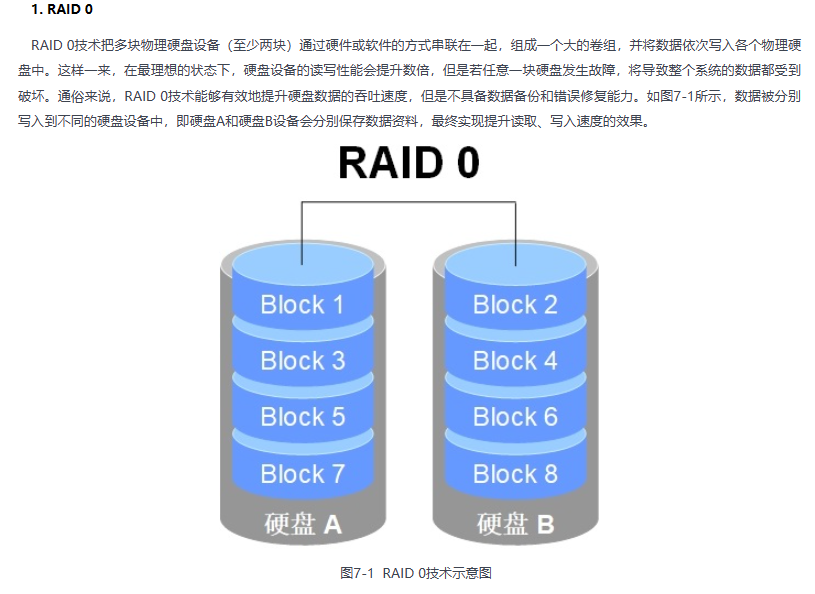 1. RAID 0
RAID 0技术把多块物理硬盘设备（至少两块）通过硬件或软件的方式串联在一起，组成一个大的卷组，并将数据依次写入各个物理硬
盘中。这样一来，在最理想的状态下，硬盘设备的读写性能会提升数倍，但是若任意一块硬盘发生故障，将导致整个系统的数据都受到
破坏。通俗来说，RAID 0技术能够有效地提升硬盘数据的吞吐速度，但是不具备数据备份和错误修复能力。如图7-1所示，数据被分别
写入到不同的硬盘设备中，即硬盘A和硬盘B设备会分别保存数据资料，最终实现提升读取、写入速度的效果。
RAID 0
Block 1
Block 2
Block 3
Block 4
Block 5
Block 6
Block 7
Block 8
硬盘 A
硬盘 B
图7-1 RAID 0技术示意图